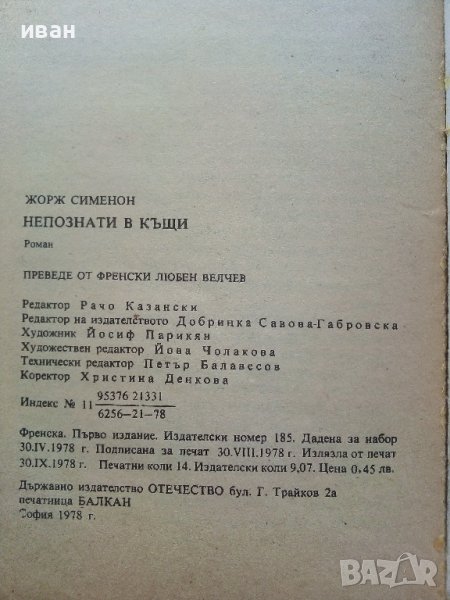 иван
ЖОРЖ СИМЕНОН
НЕПОЗНАТИ В КЪЩИ
Роман
ПРЕВЕДЕ ОТ ФРЕНСКИ ЛЮБЕН ВЕЛЧЕВ
Редактор Рачо Казански
Редактор на издателството Добринка Савова-Габровска
Художник Йосиф Парикян
Художествен редактор Йова Чолакова
Технически редактор Петър Балавесов
Коректор Христина Денкова
Индекс № 11 95376 21331
6256—21—78
Френска. Първо издание. Издателски номер 185. Дадена за набор
30.IV.1978 г. Подписана за печат 30.VIII.1978 г. Излязла от печат
30.IX.1978 г. Печатни коли 14. Издателски коли 9,07. Цена 0,45 лв.
Държавно издателство ОТЕЧЕСТВО бул. Г. Трайков 2а
печатница БАЛКАН
София 1978 г.
BAZAR